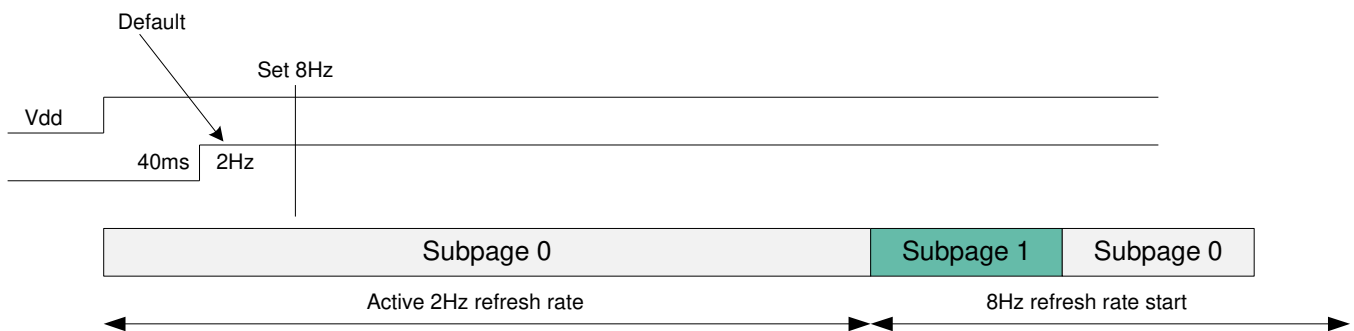 Default
Set 8Hz
Vdd
40ms
2Hz
Subpage 0
Subpage 1
Subpage 0
Active 2Hz refresh rate
8Hz refresh rate start